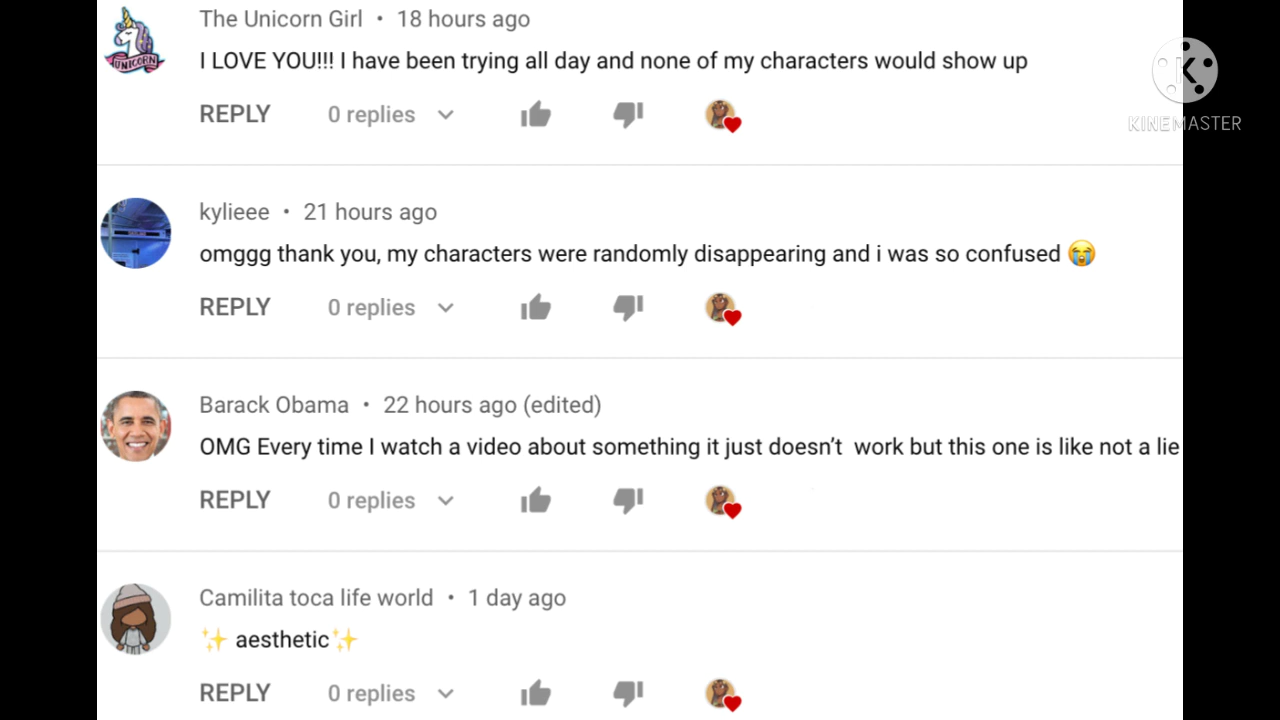 The Unicorn Girl • 18 hours ago
I LOVE YOU!!! I have been trying all day and none of my characters would show up
REPLY 0 replies
UNICORN
KINEMASTER
kylieee • 21 hours ago
omggg thank you, my characters were randomly disappearing and i was so confused 😭
REPLY 0 replies
Barack Obama • 22 hours ago (edited)
OMG Every time I watch a video about something it just doesn’t  work but this one is like not a lie
REPLY 0 replies
Camilita toca life world • 1 day ago
✨ aesthetic✨
REPLY 0 replies